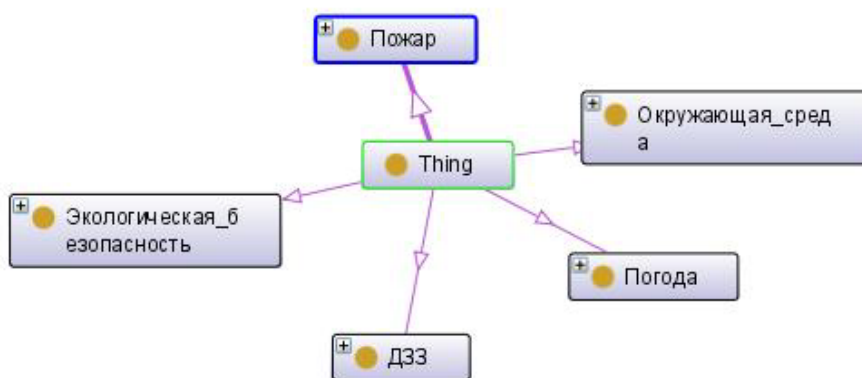 Пожар
Окружающая_сред
а
Thing
Экологическая_б
езопасность
Погода
ДЗЗ